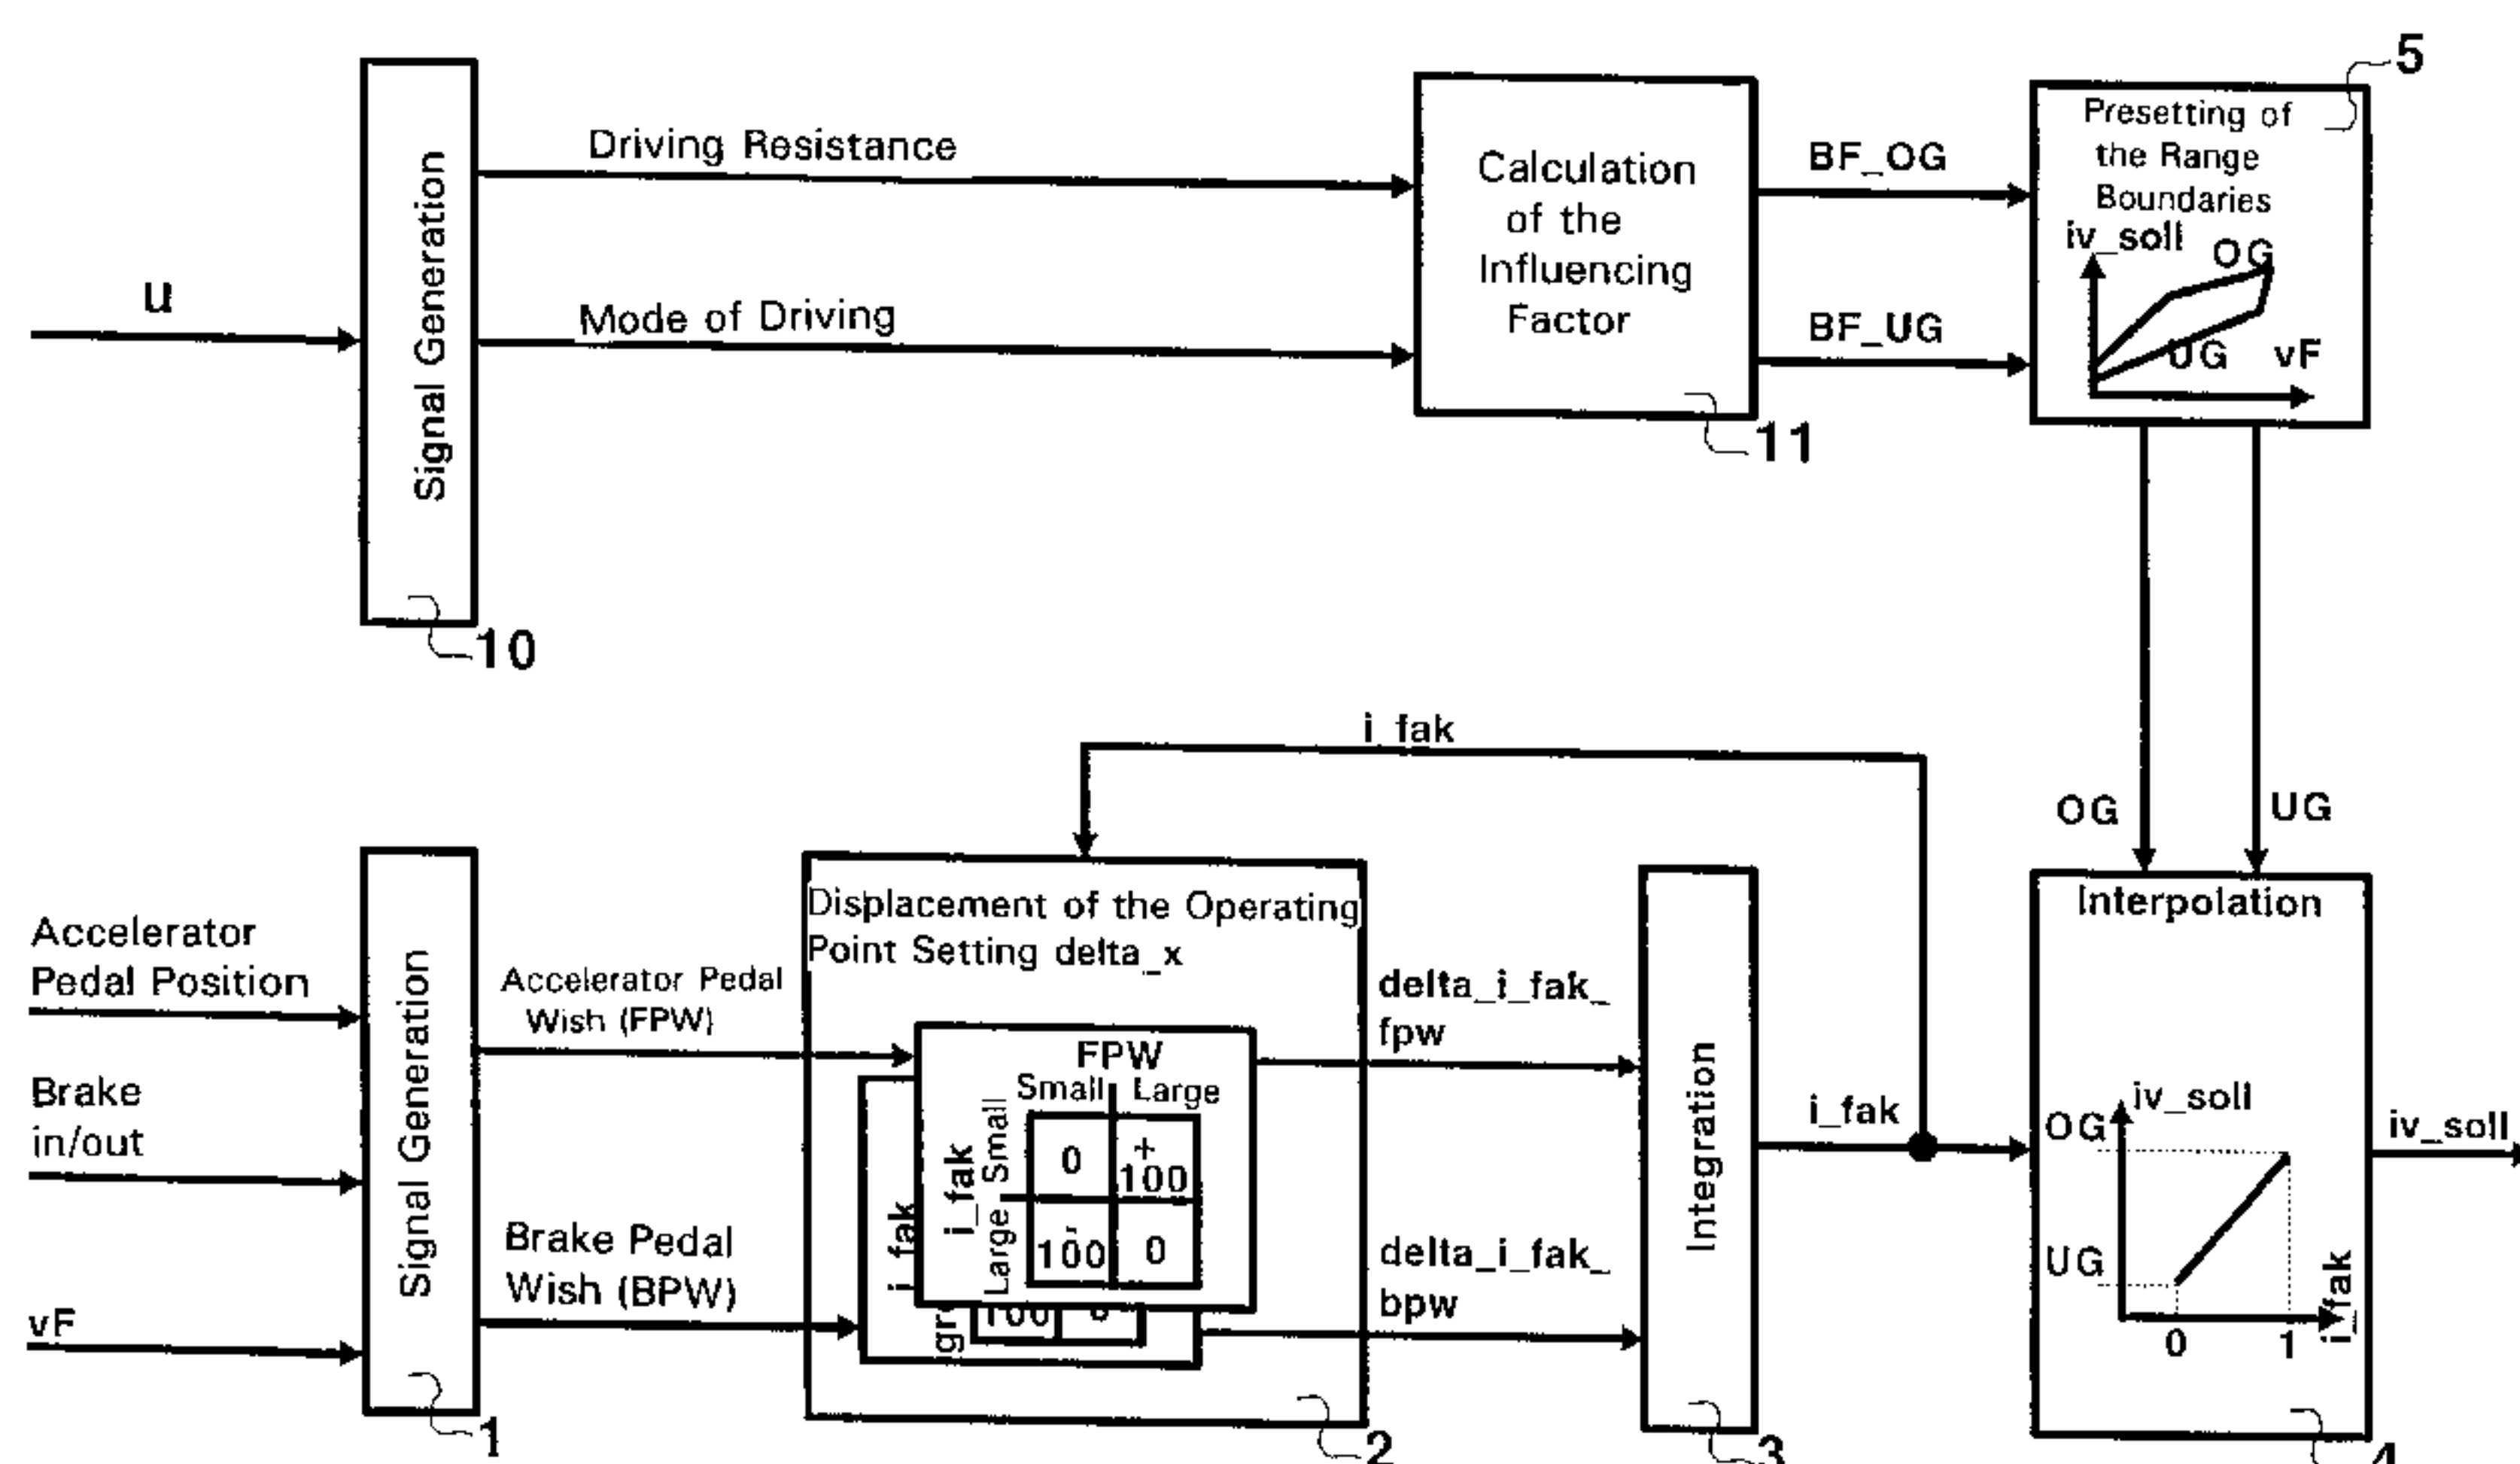 5
Presetting of
the Range
Boundaries
iv_soll
OG
UG
vF
Driving Resistance
BF_OG
Calculation
of the
Influencing
Factor
u
Signal Generation
Mode of Driving
BF_UG
11
10
i_fak
OG
UG
Displacement of the Operating
Point Setting delta_x
Interpolation
Accelerator
Pedal Position
Signal Generation
Accelerator Pedal
Wish (FPW)
delta_i_fak_
fpw
FPW
Small
Large
Integration
Brake
in/out
i_fak
Small
Large
0
+
100
-
100
0
i_fak
iv_soll
OG
UG
0
1
i_fak
iv_soll
Brake Pedal
Wish (BPW)
i_fak
gr
100
0
delta_i_fak_
bpw
vF
1
2
3
4